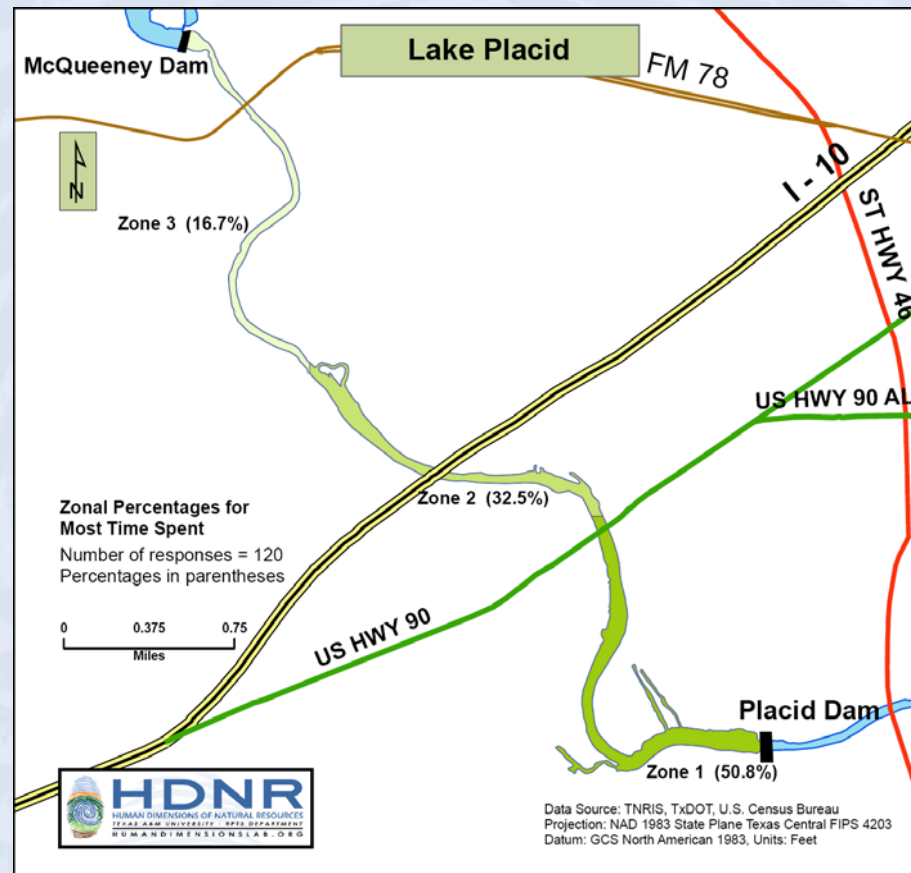 McQueeney Dam
Lake Placid
FM 78
N
I - 10
ST HWY 46
Zone 3 (16.7%)
US HWY 90 AL
Zone 2 (32.5%)
Zonal Percentages for
Most Time Spent
Number of responses = 120
Percentages in parentheses
0 0.375 0.75
Miles
US HWY 90
Placid Dam
Zone 1 (50.8%)
HDNR
HUMAN DIMENSIONS OF NATURAL RESOURCES
TEXAS A&M UNIVERSITY - RPTS DEPARTMENT
HUMANDIMENSIONSLAB.ORG
Data Source: TNRIS, TxDOT, U.S. Census Bureau
Projection: NAD 1983 State Plane Texas Central FIPS 4203
Datum: GCS North American 1983, Units: Feet